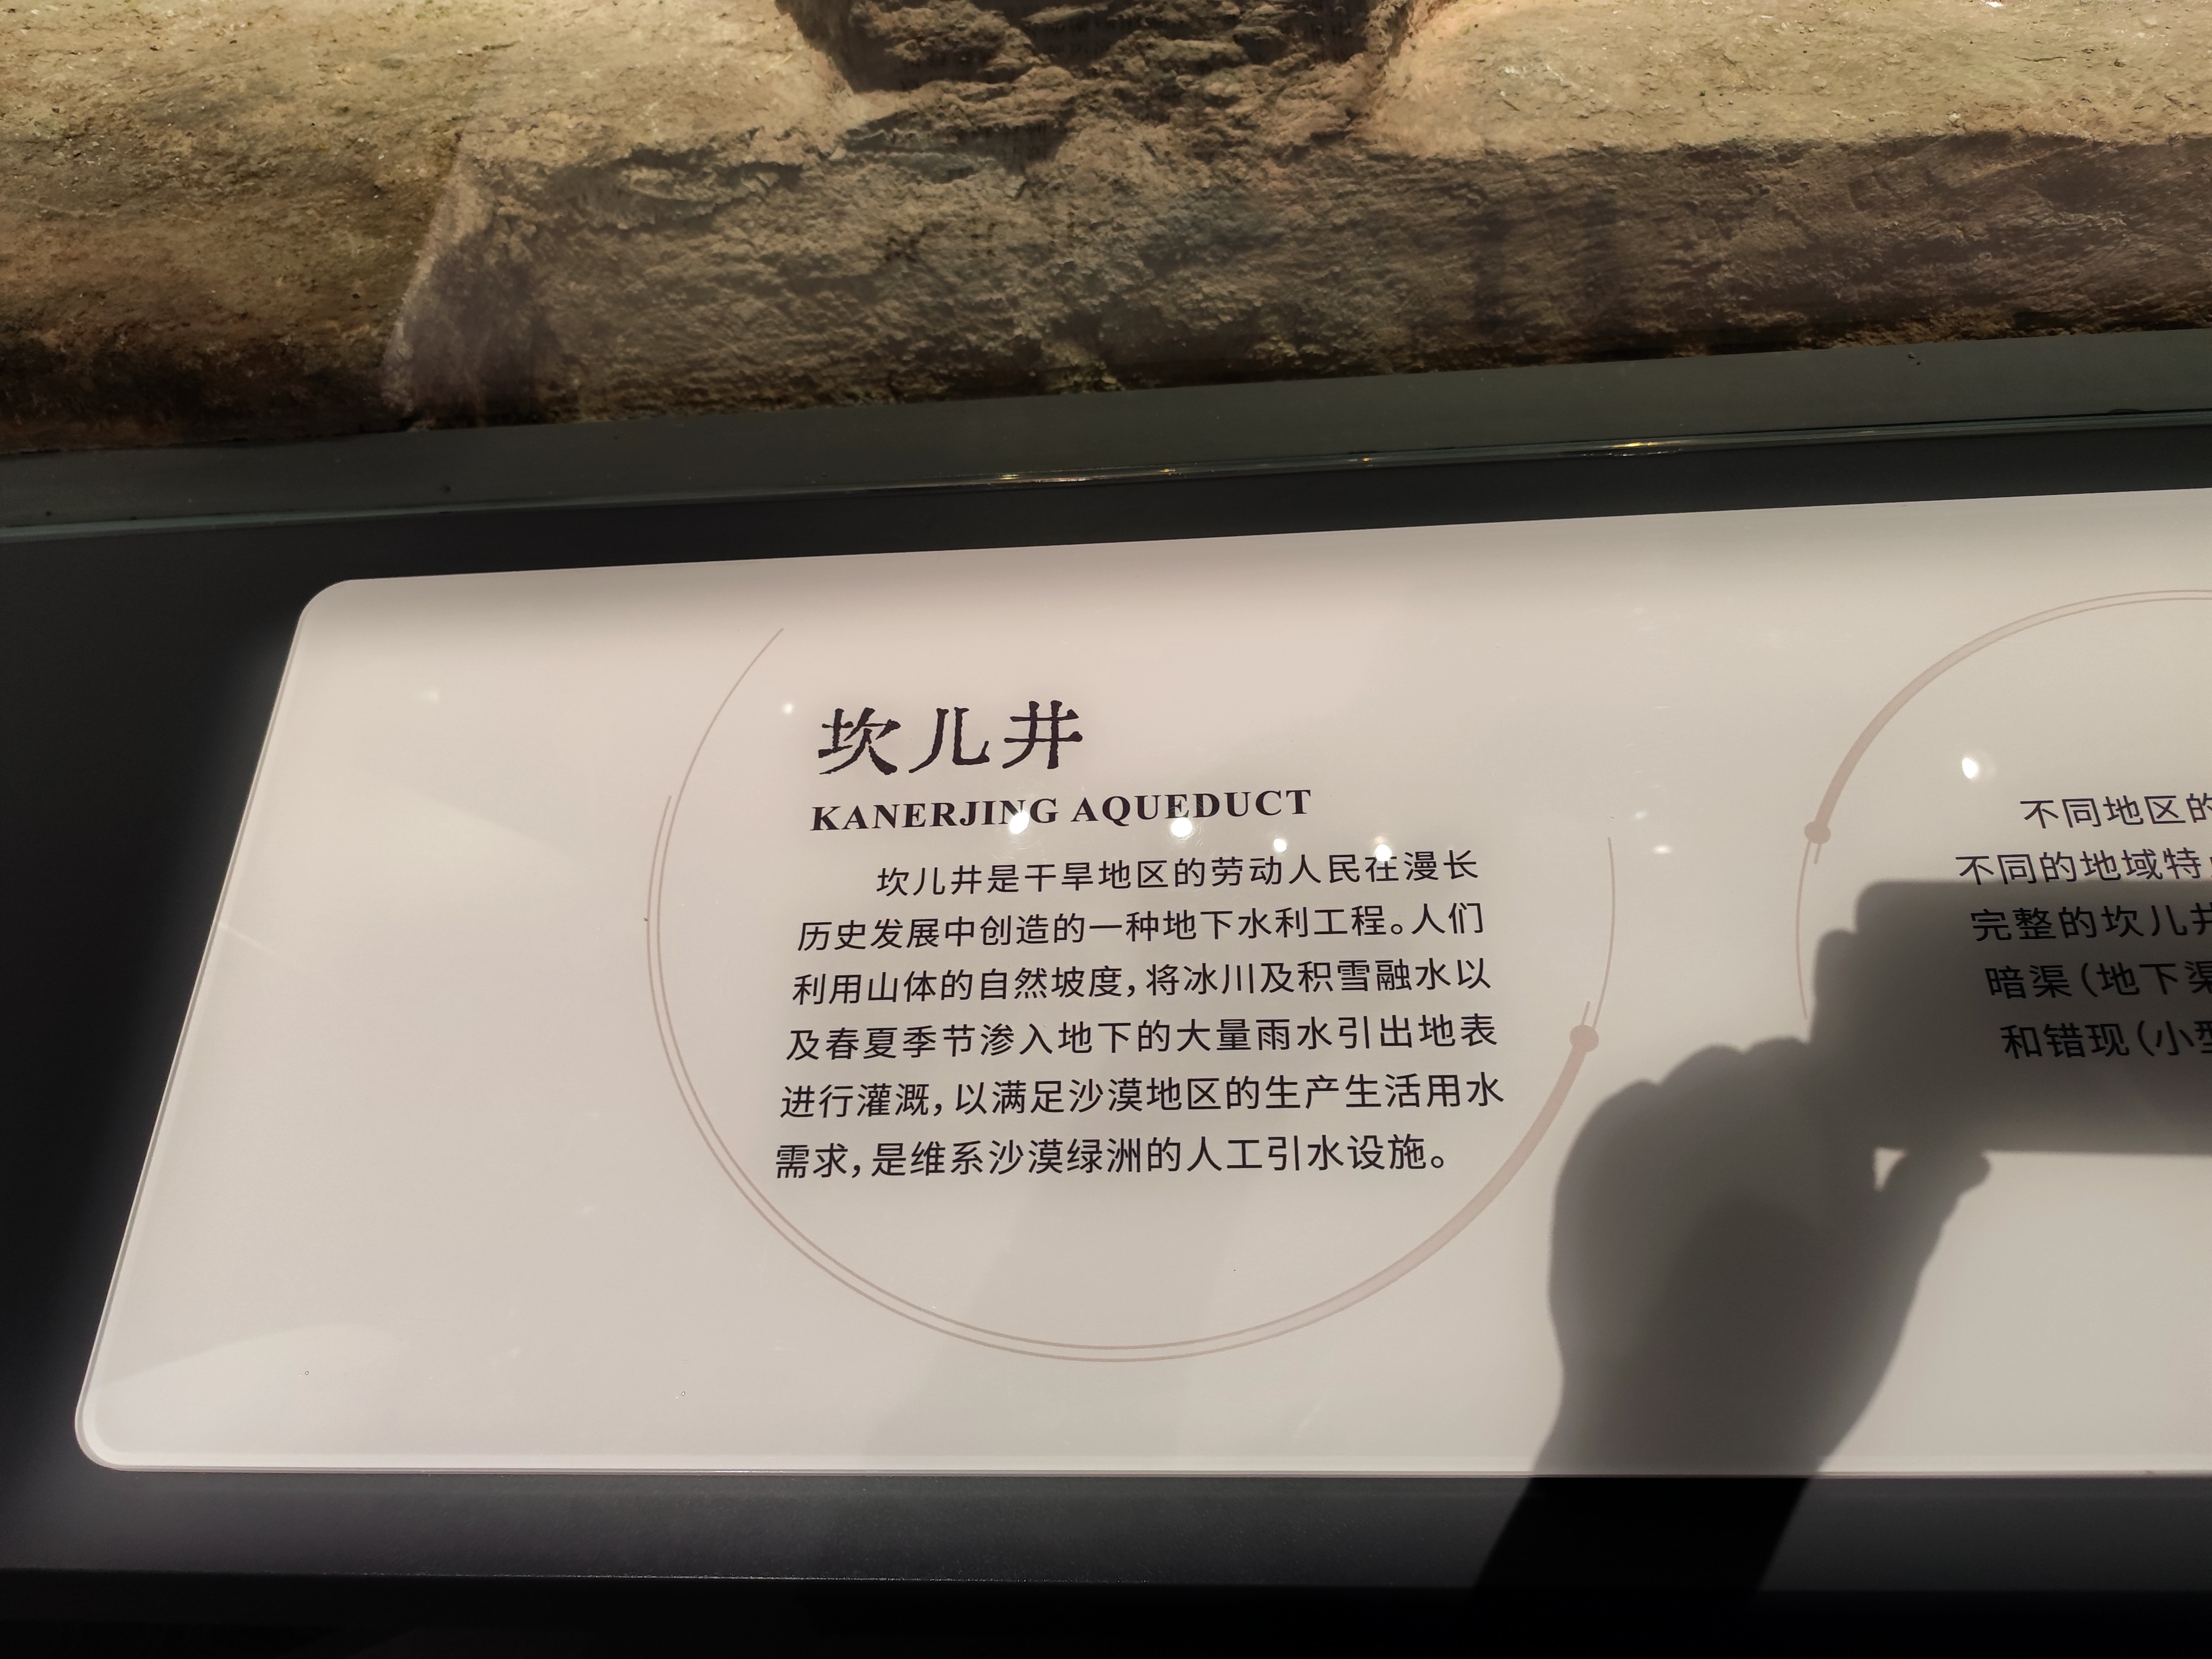 坎儿井
KANERJING AQUEDUCT
坎儿井是干旱地区的劳动人民在漫长
历史发展中创造的一种地下水利工程。人们
利用山体的自然坡度，将冰川及积雪融水以
及春夏季节渗入地下的大量雨水引出地表
进行灌溉，以满足沙漠地区的生产生活用水
需求，是维系沙漠绿洲的人工引水设施。
不同地区的
不同的地域特
完整的坎儿井
暗渠（地下渠
和错现（小型